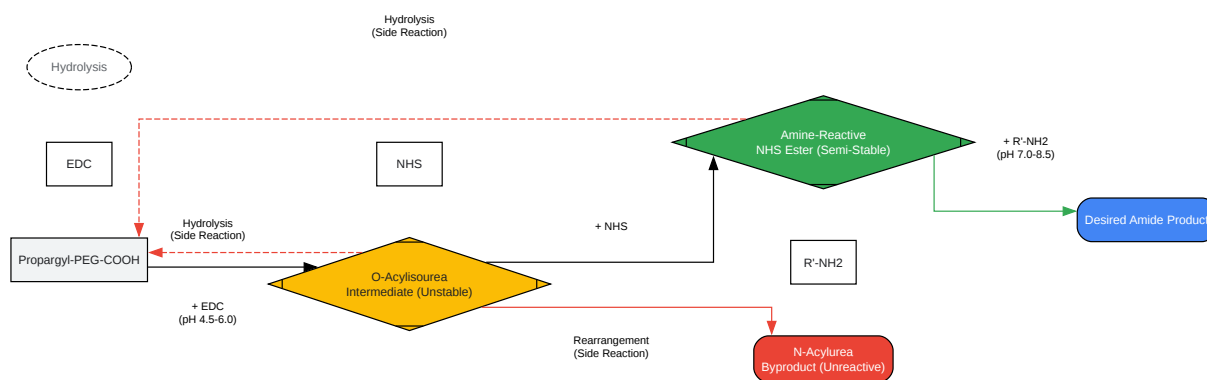 Hydrolysis
(Side Reaction)
Hydrolysis
Amine-Reactive
NHS Ester (Semi-Stable)
+ R'-NH2
(pH 7.0-8.5)
EDC
NHS
Desired Amide Product
Hydrolysis
(Side Reaction)
+ NHS
Propargyl-PEG-COOH
R'-NH2
O-Acylisourea
Intermediate (Unstable)
+ EDC
(pH 4.5-6.0)
Rearrangement
(Side Reaction)
N-Acylurea
Byproduct (Unreactive)